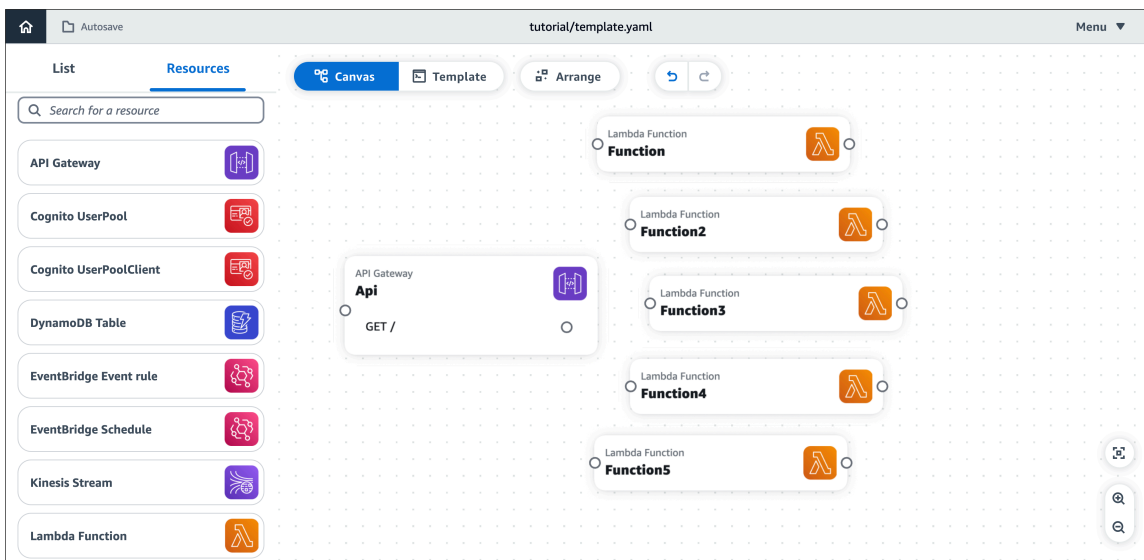 Autosave
tutorial/template.yaml
Menu
List
Resources
Canvas
Template
Arrange
Search for a resource
API Gateway
Cognito UserPool
Cognito UserPoolClient
DynamoDB Table
EventBridge Event rule
EventBridge Schedule
Kinesis Stream
Lambda Function
API Gateway
Api
GET /
Lambda Function
Function
Lambda Function
Function2
Lambda Function
Function3
Lambda Function
Function4
Lambda Function
Function5